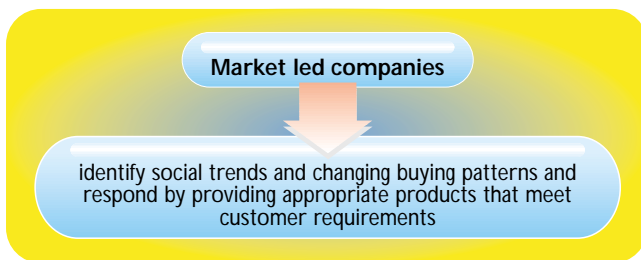 Market led companies
identify social trends and changing buying patterns and
respond by providing appropriate products that meet
customer requirements